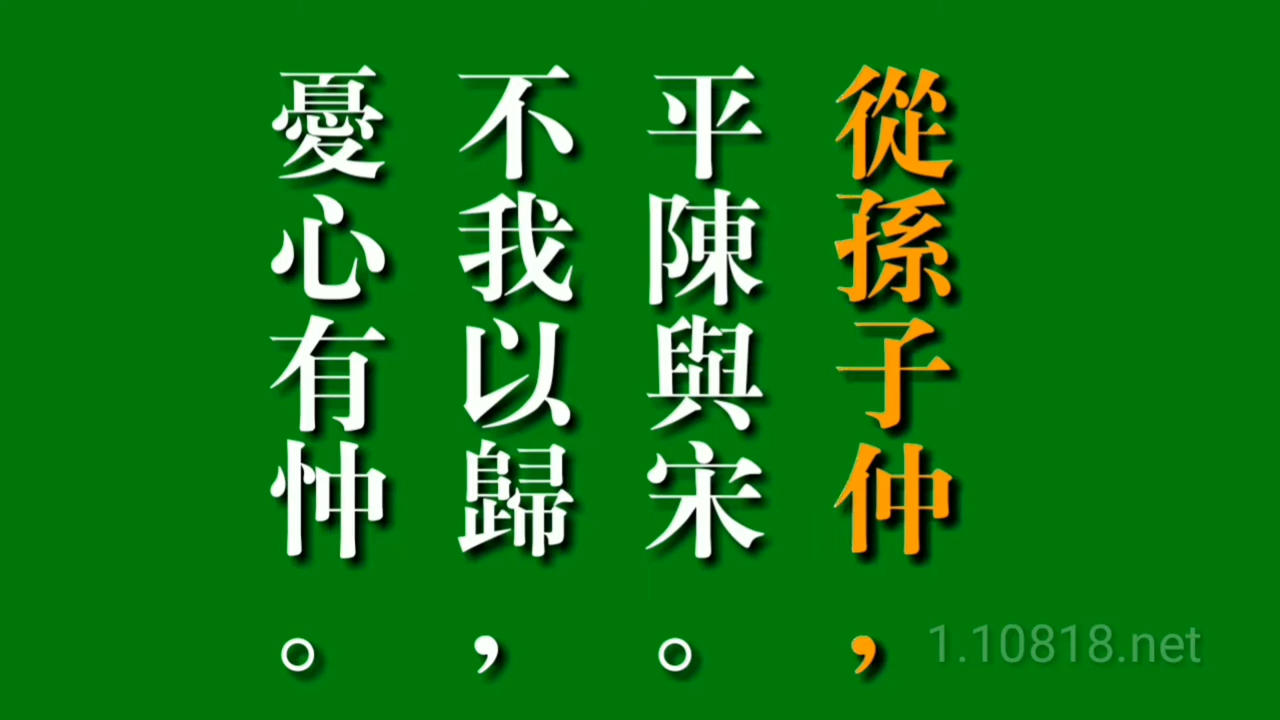 從孫子仲，
平陳與宋。
不我以歸，
憂心有忡。
1.10818.net